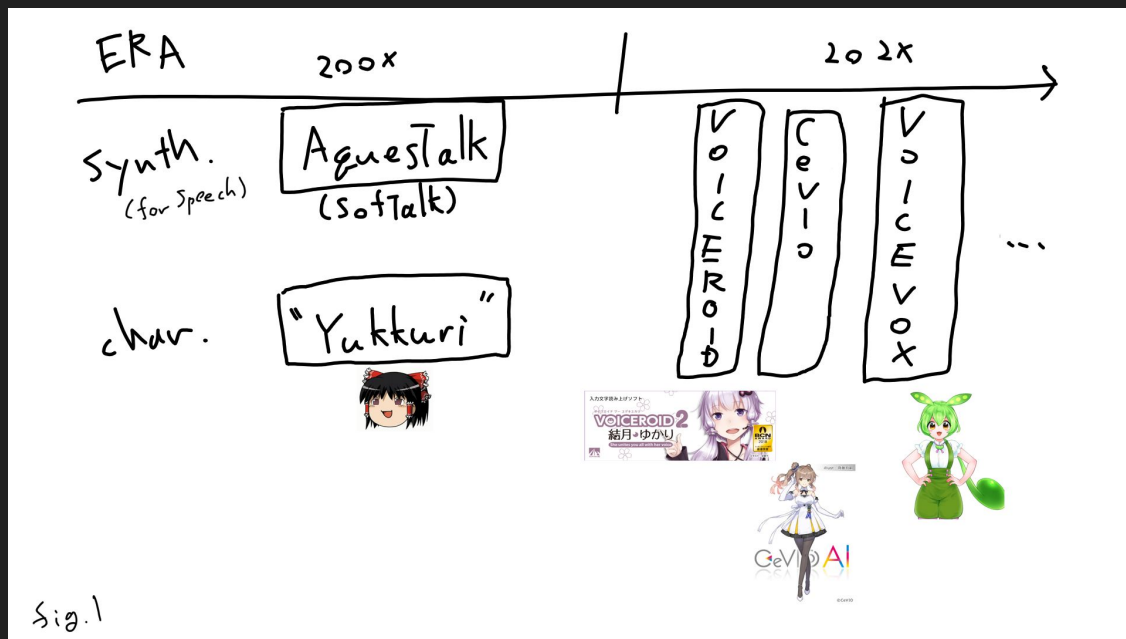 ERA
200X
202X
Synth.
(for Speech)
AquesTalk
(SofTalk)
VOICEROID
CeVIO
VOICEVOX
...
char.
"Yukkuri"
入力文字読み上げソフト
VOICEROID2
結月ゆかり
CeVIO AI
©CeVIO
fig.1